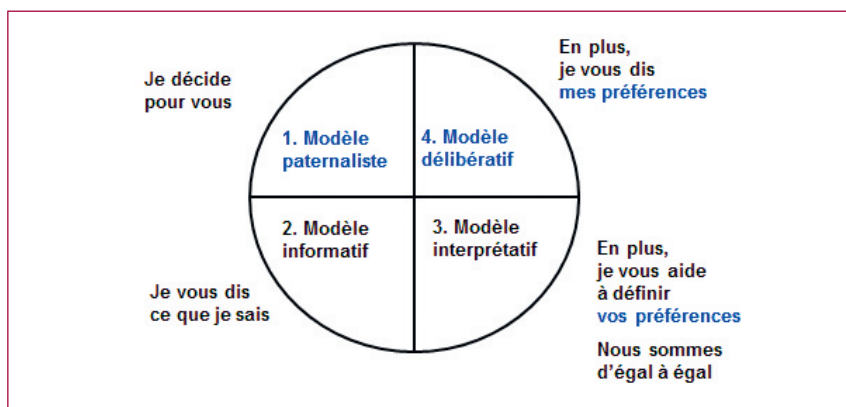 Je décide
pour vous
En plus,
je vous dis
mes préférences
1. Modèle
paternaliste
4. Modèle
délibératif
2. Modèle
informatif
3. Modèle
interprétatif
Je vous dis
ce que je sais
En plus,
je vous aide
à définir
vos préférences
Nous sommes
d'égal à égal